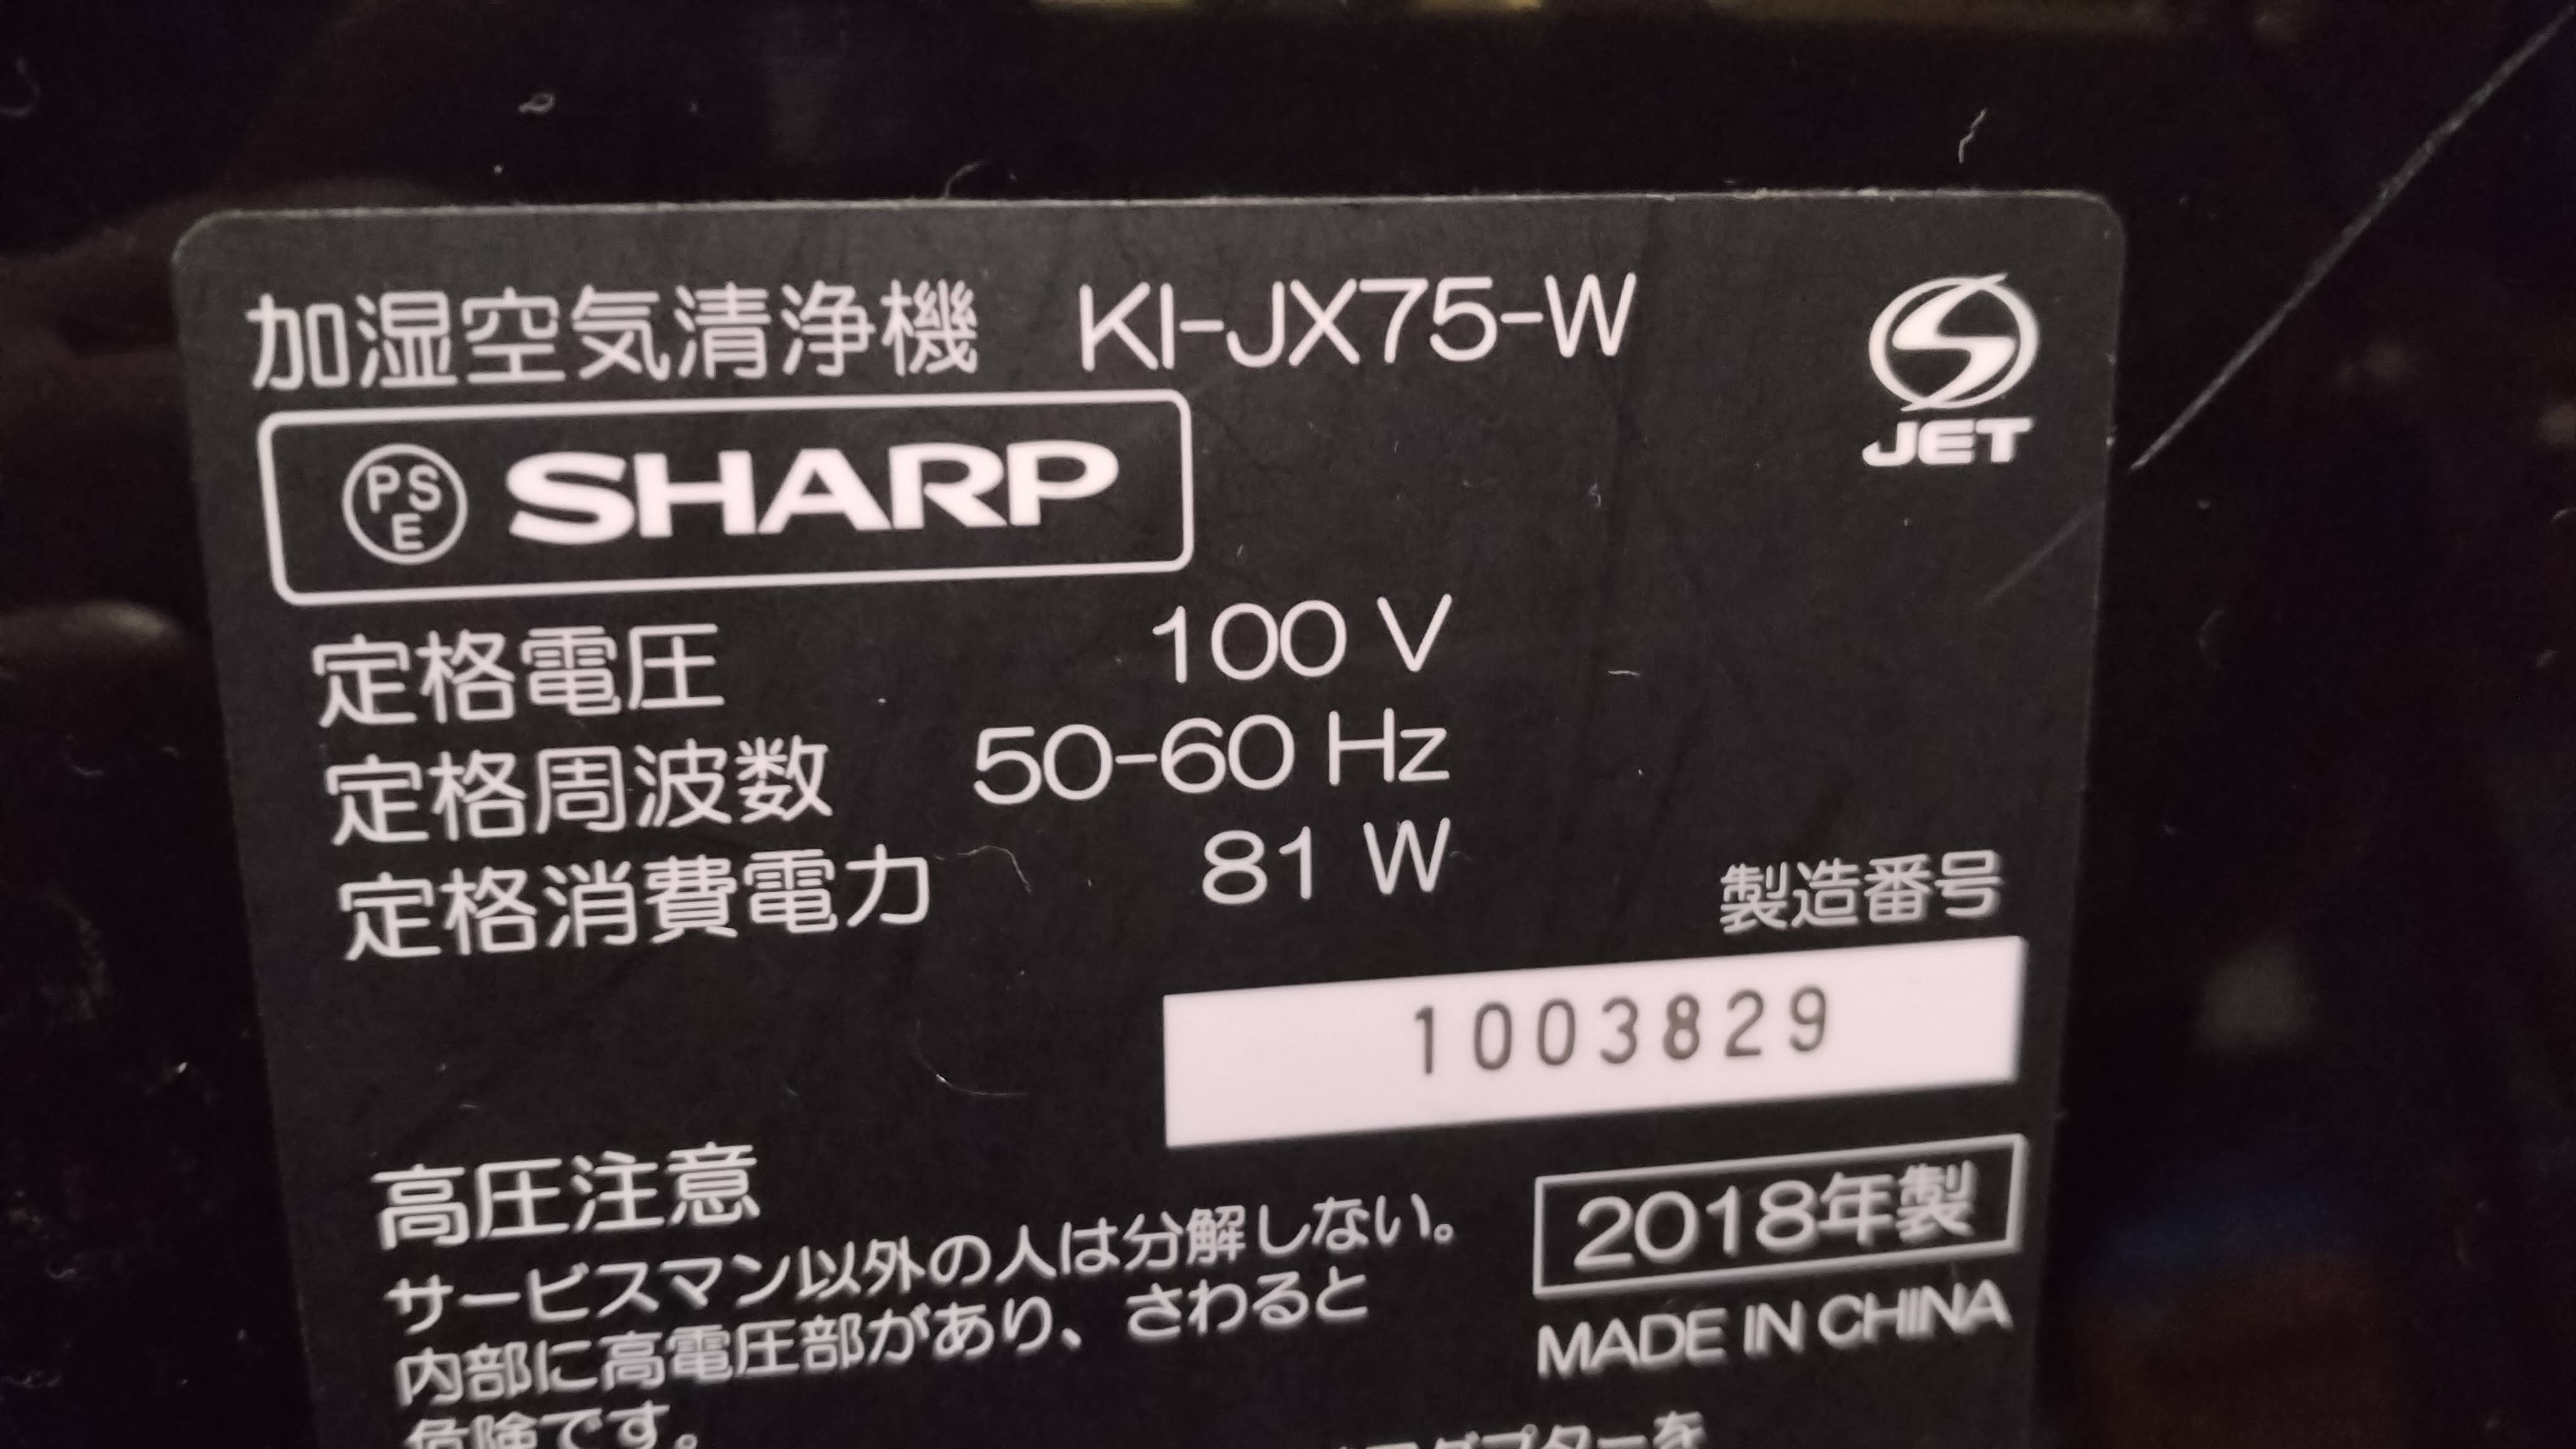 加湿空気清浄機 KI-JX75-W
JET
PSE SHARP
定格電圧 100 V
定格周波数 50-60 Hz
定格消費電力 81 W
製造番号
1003829
高圧注意
サービスマン以外の人は分解しない。
内部に高電圧部があり、さわると
危険です。
2018年製
MADE IN CHINA